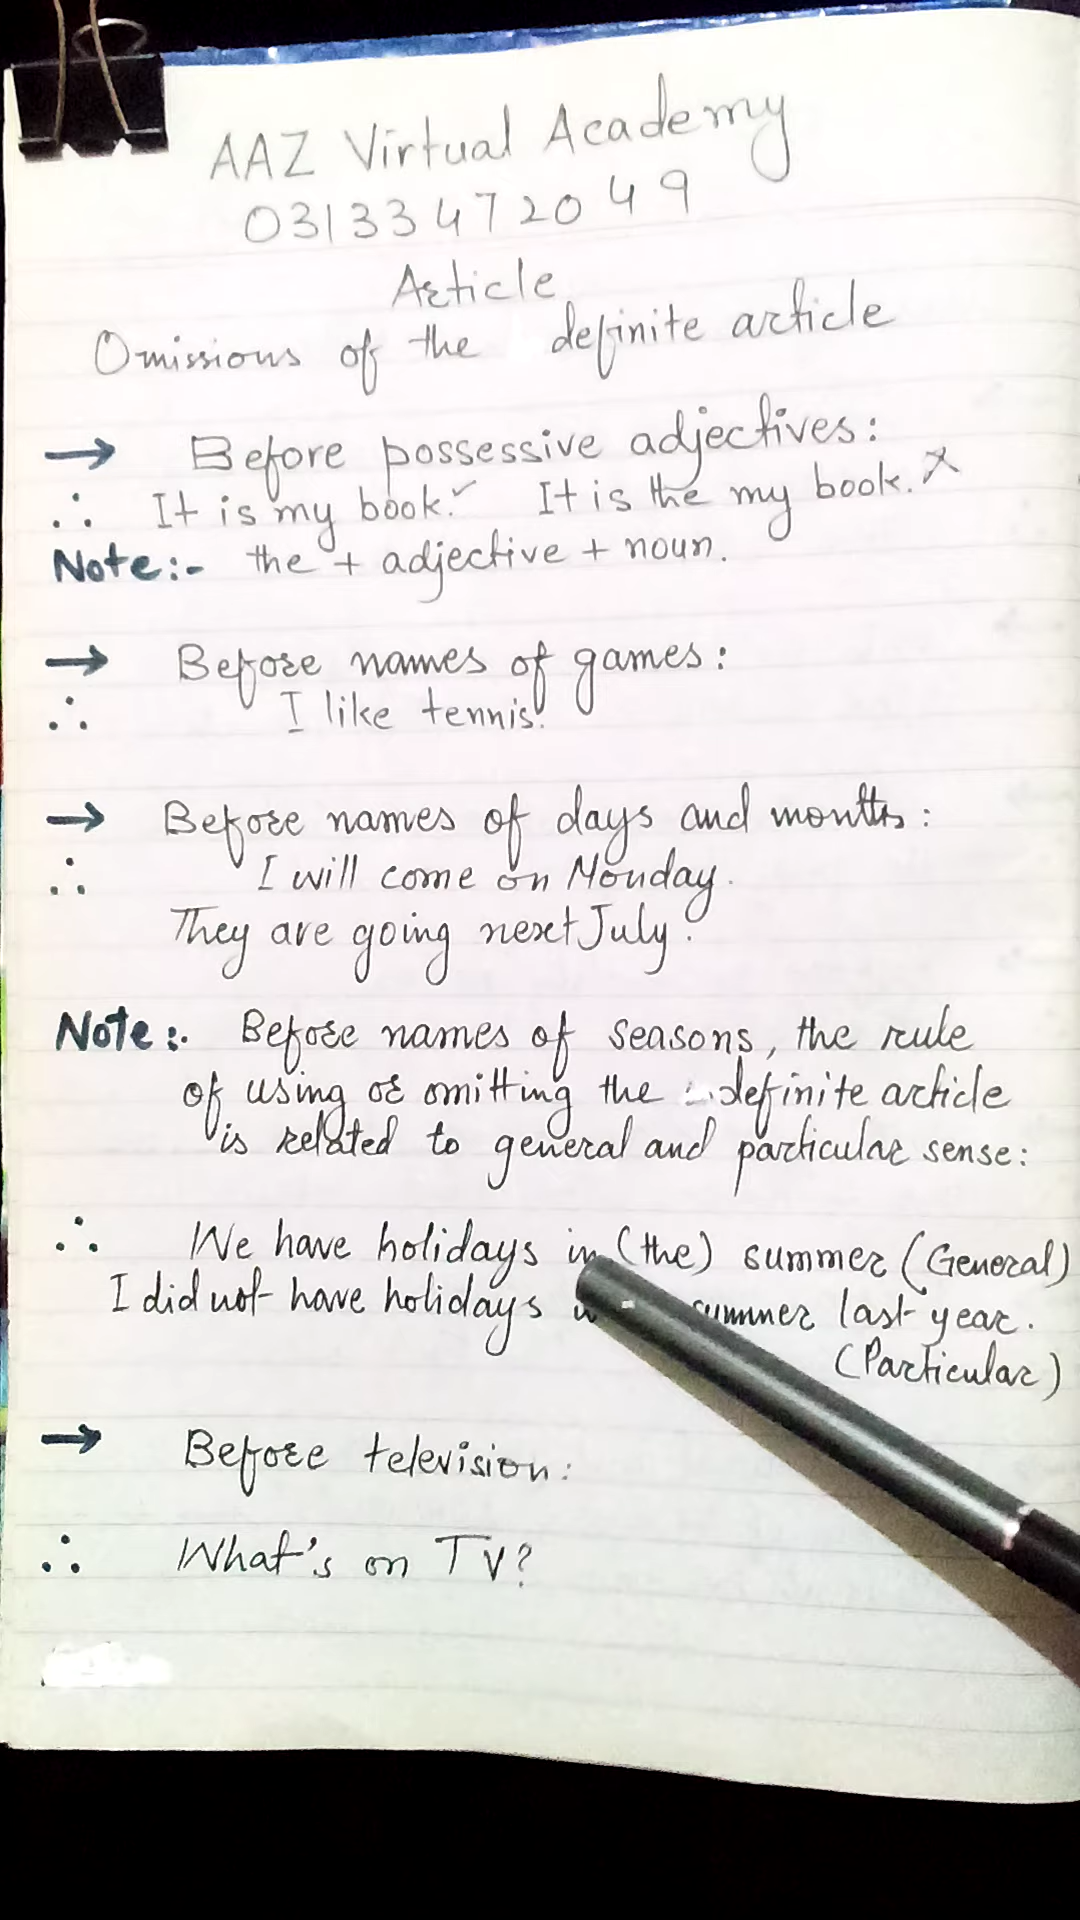 AAZ Virtual Academy
03133472049
Article
Omissions of the definite article
→ Before possessive adjectives:
∴ It is my book.✓ It is the my book.✗
Note:- the + adjective + noun.
→ Before names of games:
∴ I like tennis.
→ Before names of days and months:
∴ I will come on Monday.
They are going next July.
Note:. Before names of seasons, the rule
of using or omitting the definite article
is related to general and particular sense:
∴ We have holidays in (the) summer (General)
I did not have holidays summer last year.
(Particular)
→ Before television:
∴ What's on TV?